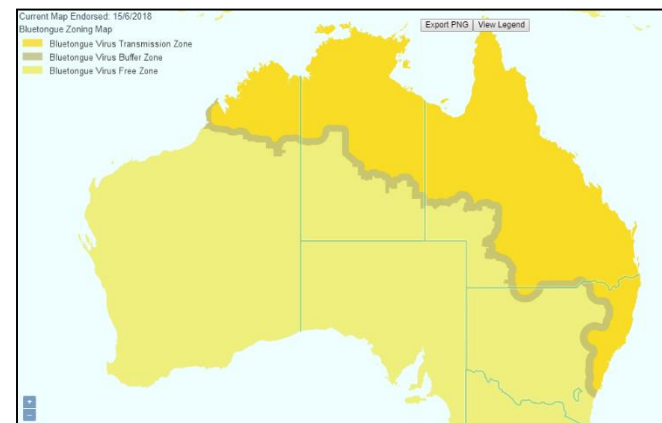 Current Map Endorsed: 15/6/2018
Export PNG View Legend
Bluetongue Zoning Map
Bluetongue Virus Transmission Zone
Bluetongue Virus Buffer Zone
Bluetongue Virus Free Zone
+
−